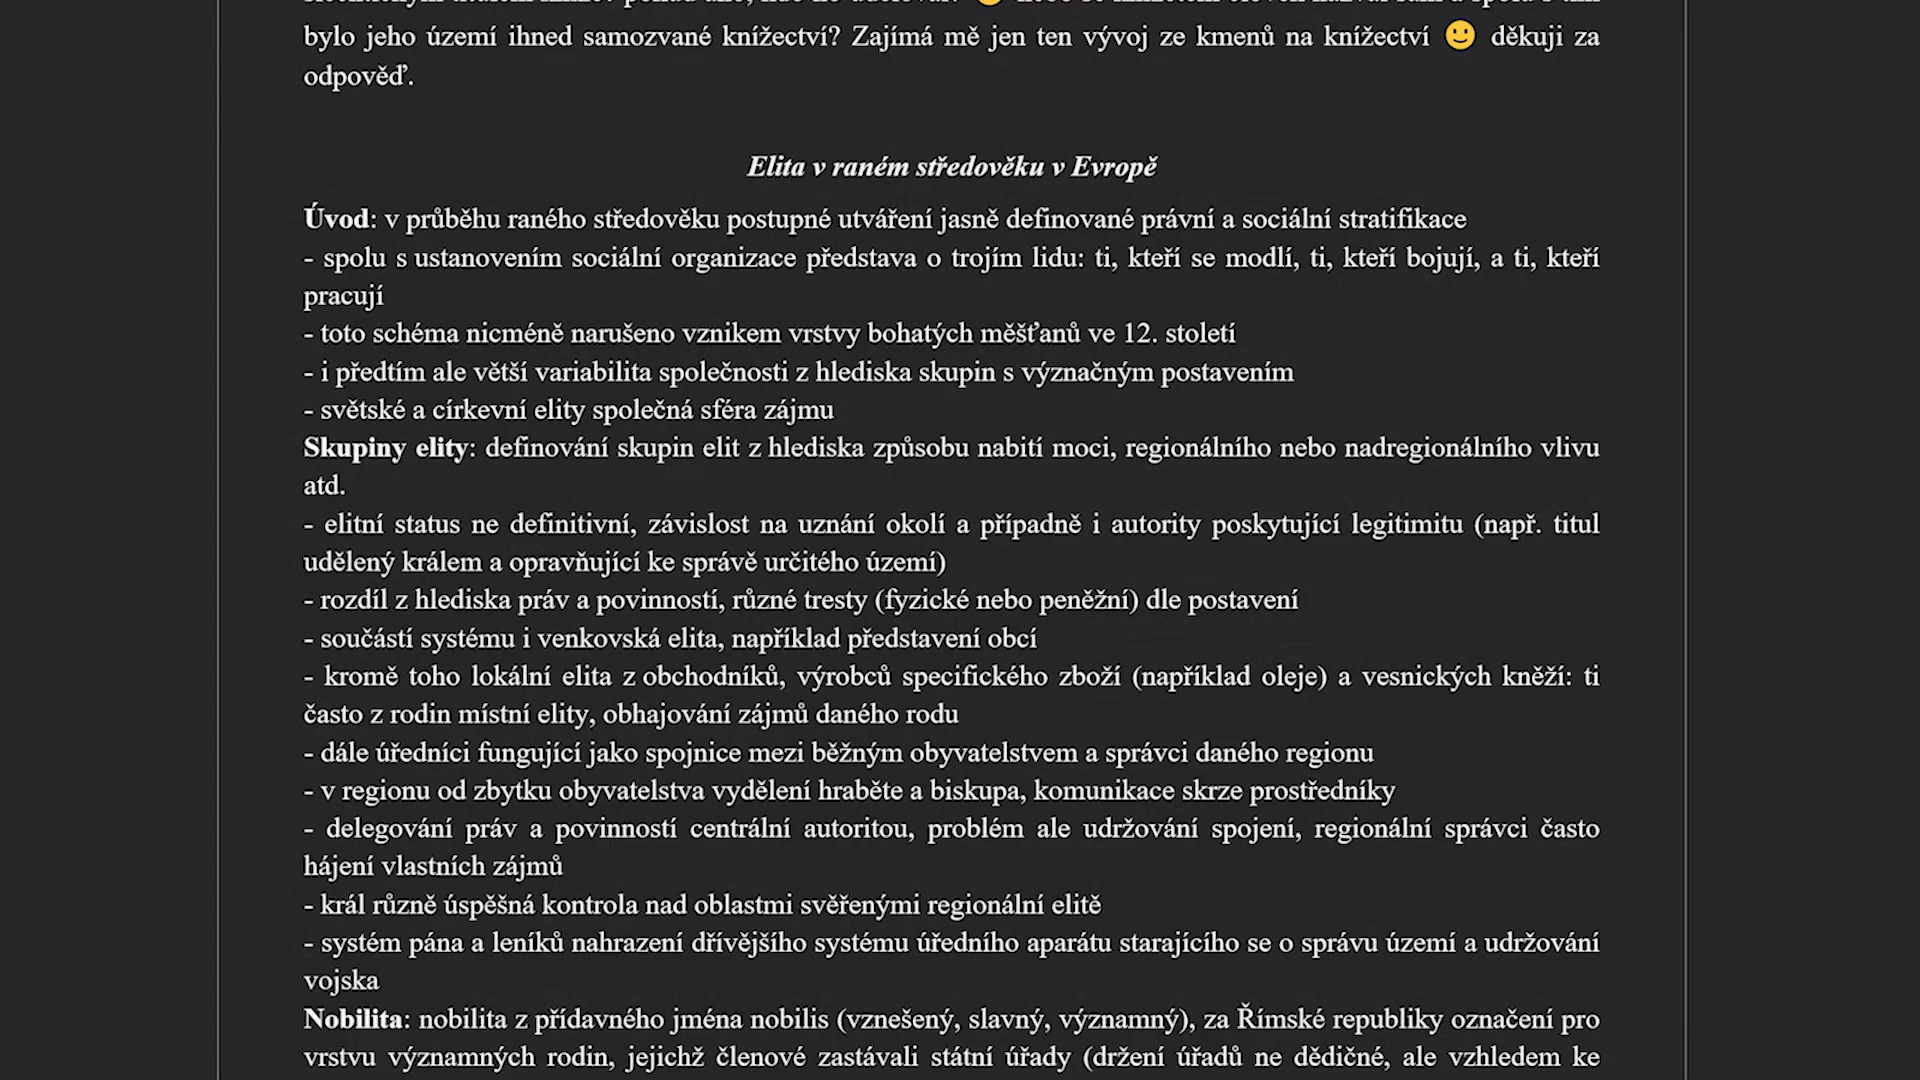 bylo jeho území ihned samozvané knížectví? Zajímá mě jen ten vývoj ze kmenů na knížectví 🙂 děkuji za
odpověď.
Elita v raném středověku v Evropě
Úvod: v průběhu raného středověku postupné utváření jasně definované právní a sociální stratifikace
- spolu s ustanovením sociální organizace představa o trojím lidu: ti, kteří se modlí, ti, kteří bojují, a ti, kteří
pracují
- toto schéma nicméně narušeno vznikem vrstvy bohatých měšťanů ve 12. století
- i předtím ale větší variabilita společnosti z hlediska skupin s význačným postavením
- světské a církevní elity společná sféra zájmu
Skupiny elity: definování skupin elit z hlediska způsobu nabití moci, regionálního nebo nadregionálního vlivu
atd.
- elitní status ne definitivní, závislost na uznání okolí a případně i autority poskytující legitimitu (např. titul
udělený králem a opravňující ke správě určitého území)
- rozdíl z hlediska práv a povinností, různé tresty (fyzické nebo peněžní) dle postavení
- součástí systému i venkovská elita, například představení obcí
- kromě toho lokální elita z obchodníků, výrobců specifického zboží (například oleje) a vesnických kněží: ti
často z rodin místní elity, obhajování zájmů daného rodu
- dále úředníci fungující jako spojnice mezi běžným obyvatelstvem a správci daného regionu
- v regionu od zbytku obyvatelstva vydělení hraběte a biskupa, komunikace skrze prostředníky
- delegování práv a povinností centrální autoritou, problém ale udržování spojení, regionální správci často
hájení vlastních zájmů
- král různě úspěšná kontrola nad oblastmi svěřenými regionální elitě
- systém pána a leníků nahrazení dřívějšího systému úředního aparátu starajícího se o správu území a udržování
vojska
Nobilita: nobilita z přídavného jména nobilis (vznešený, slavný, významný), za Římské republiky označení pro
vrstvu významných rodin, jejichž členové zastávali státní úřady (držení úřadů ne dědičné, ale vzhledem ke